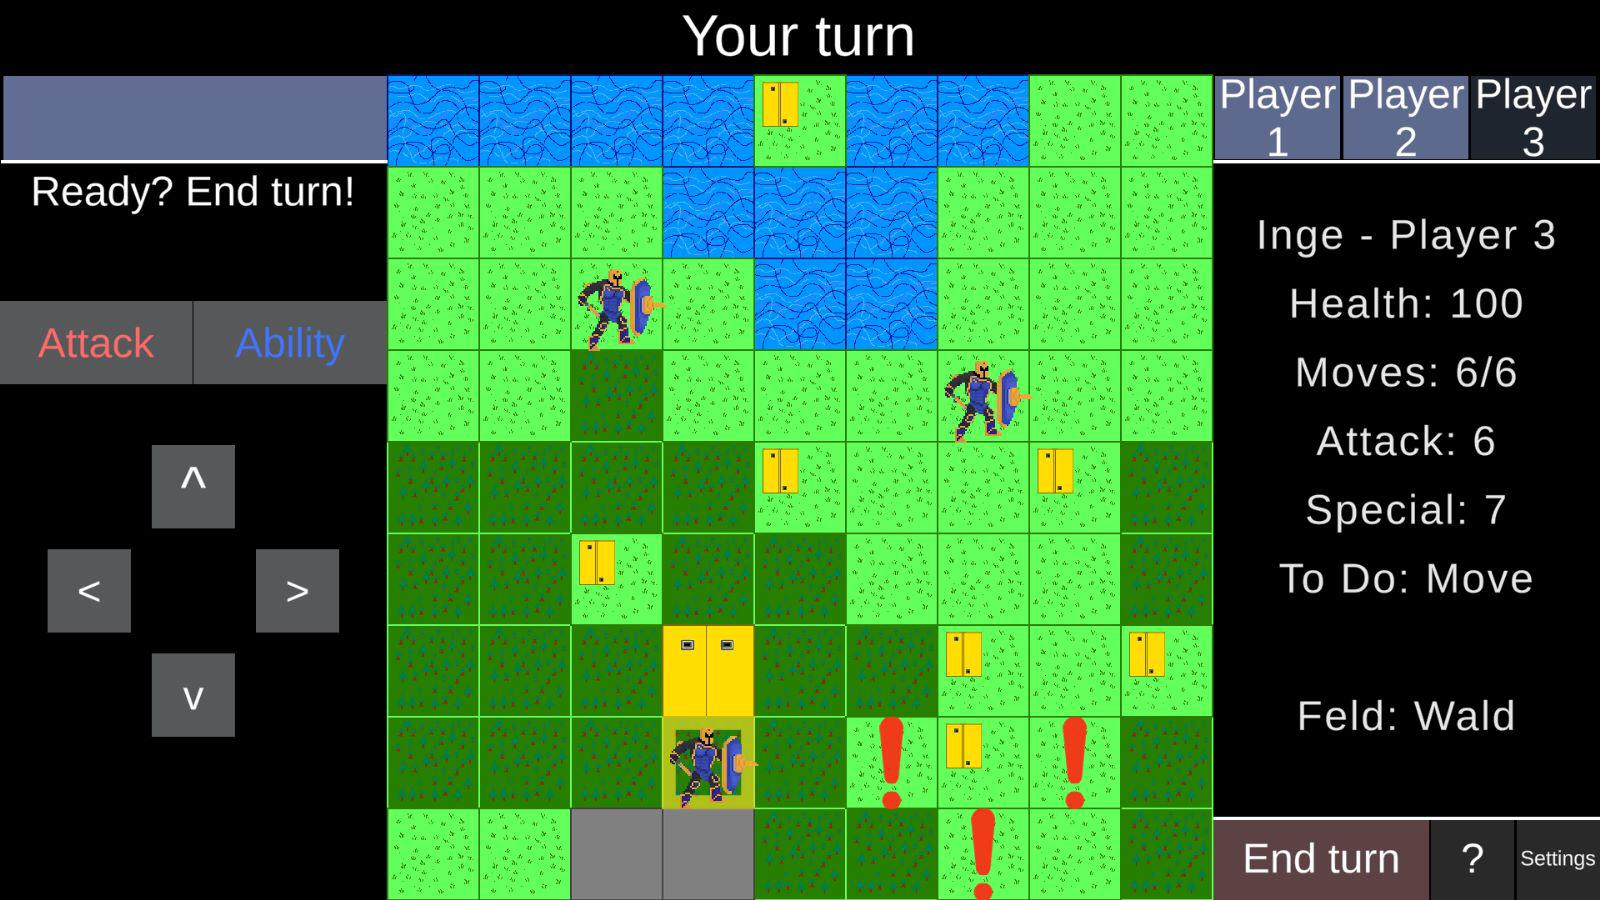 Your turn
Player 1
Player 2
Player 3
Ready? End turn!
Inge - Player 3
Health: 100
Attack
Ability
Moves: 6/6
Attack: 6
^
Special: 7
<
>
To Do: Move
v
Feld: Wald
End turn
?
Settings